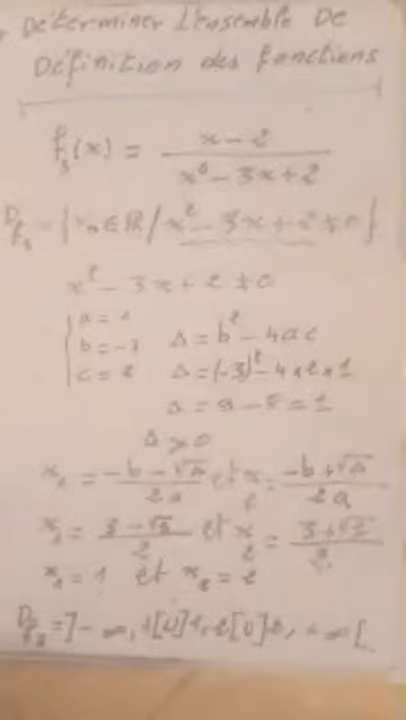 Déterminer l'ensemble De
Définition des fonctions
f₃(x) = x-2 / x²-3x+2
D = {x ∈ ℝ / x²-3x+2≠0}
x²-3x+2≠0
a = 1
b = -3 Δ=b²-4ac
c = 2 Δ=(-3)²-4×2×1
Δ = 9-8=1
Δ>0
x₁ = -b-√Δ / 2a et x₂ = -b+√Δ / 2a
x₁ = 3-√1 / 2 et x₂ = 3+√1 / 2
x₁=1 et x₂=2
D =]-∞,1[∪]1,2[∪]2,+∞[.